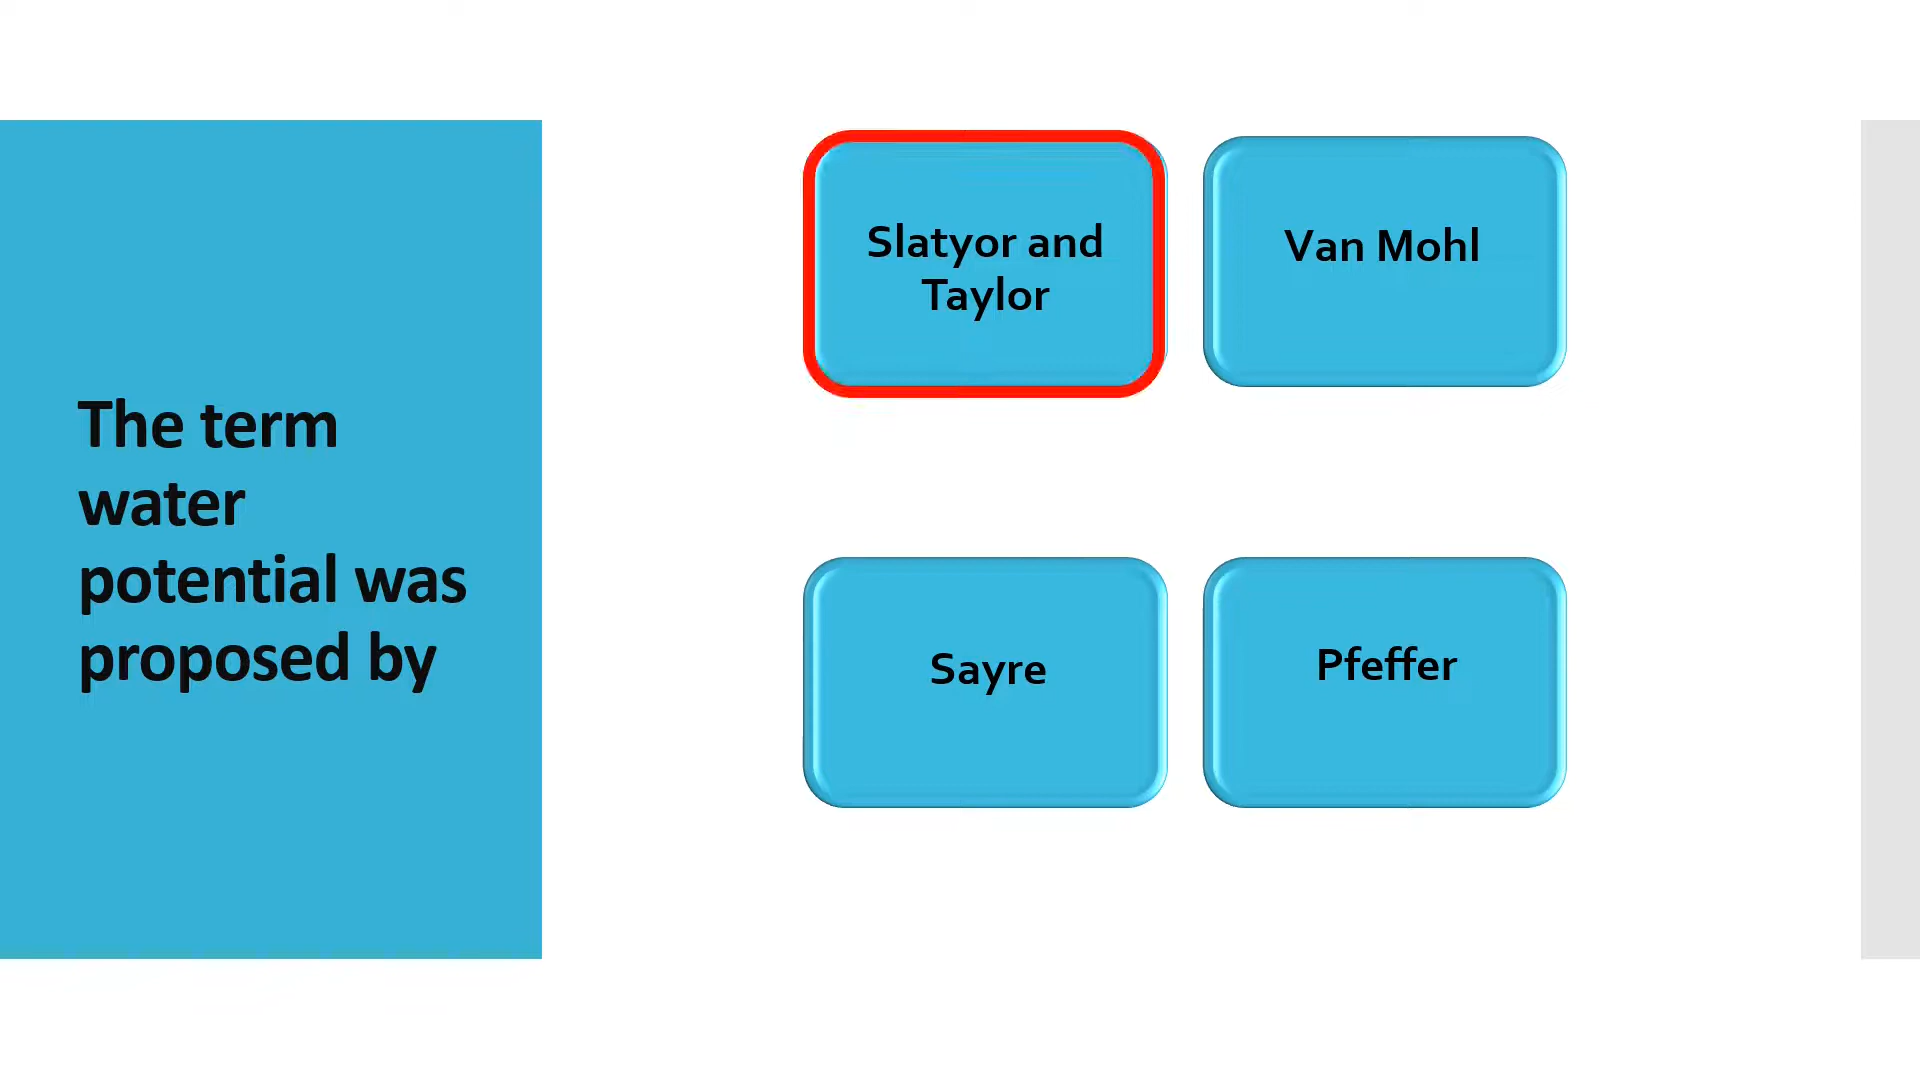 The term
water
potential was
proposed by
Slatyor and
Taylor
Van Mohl
Sayre
Pfeffer